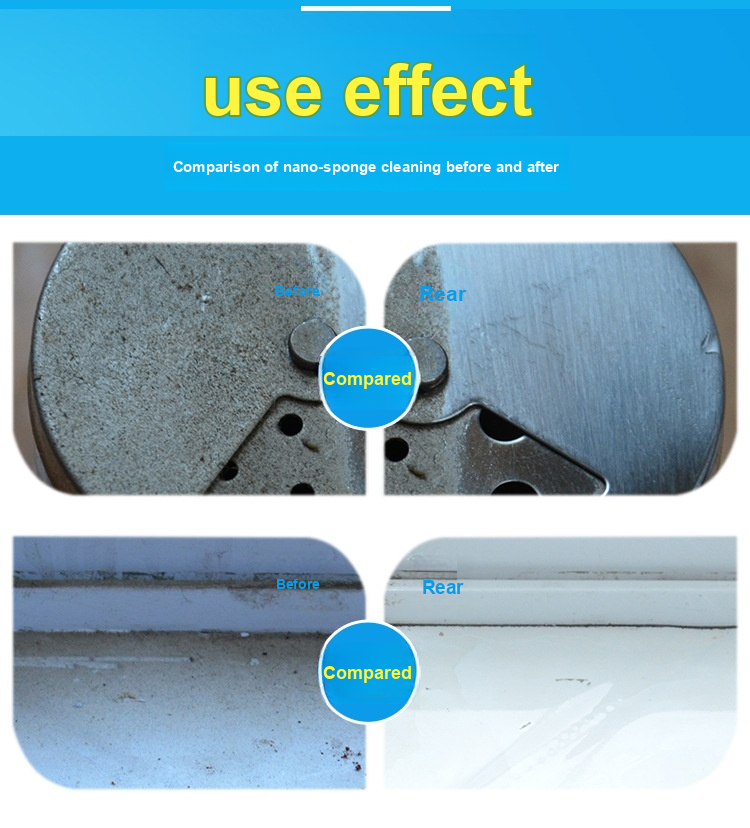 use effect
Comparison of nano-sponge cleaning before and after
Before
Rear
Compared
Before
Rear
Compared